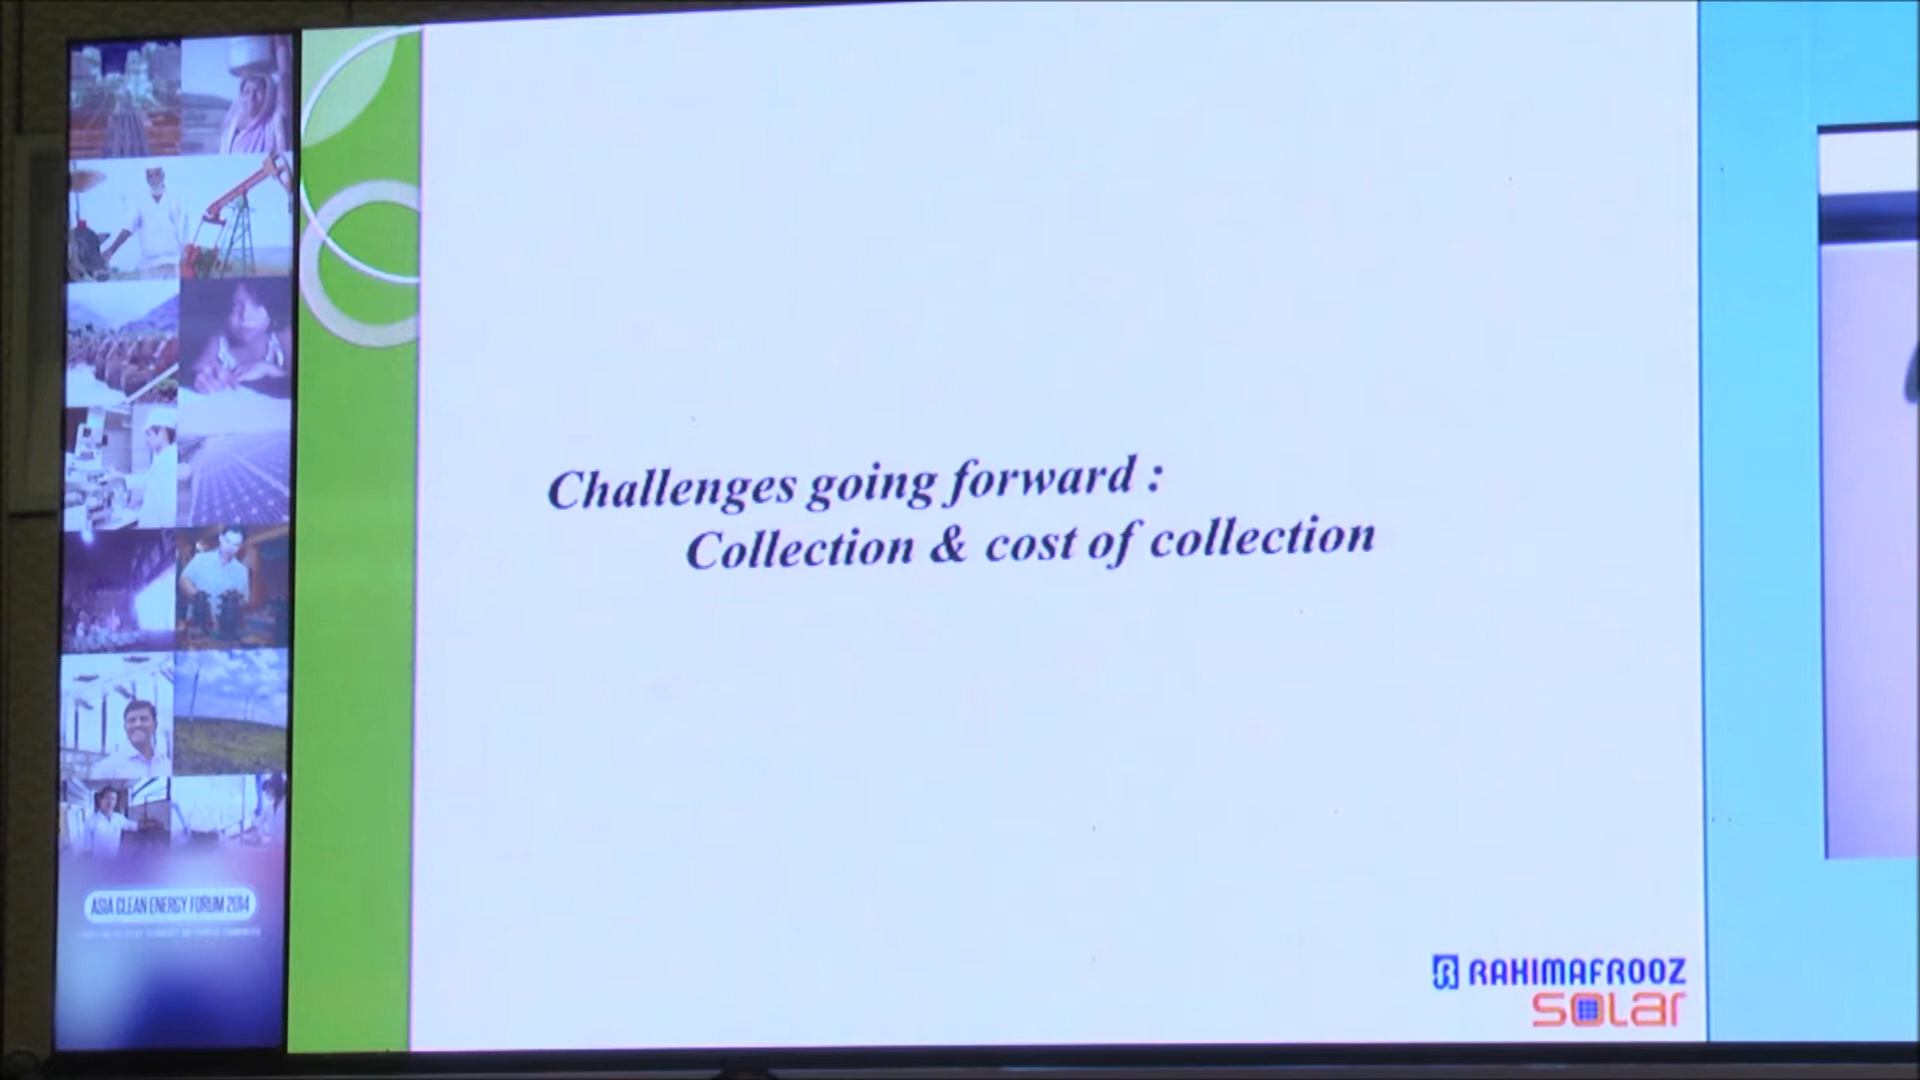 Challenges going forward :
Collection & cost of collection
ASIA CLEAN ENERGY FORUM 2014
RAHIMAFROOZ
SOLAR